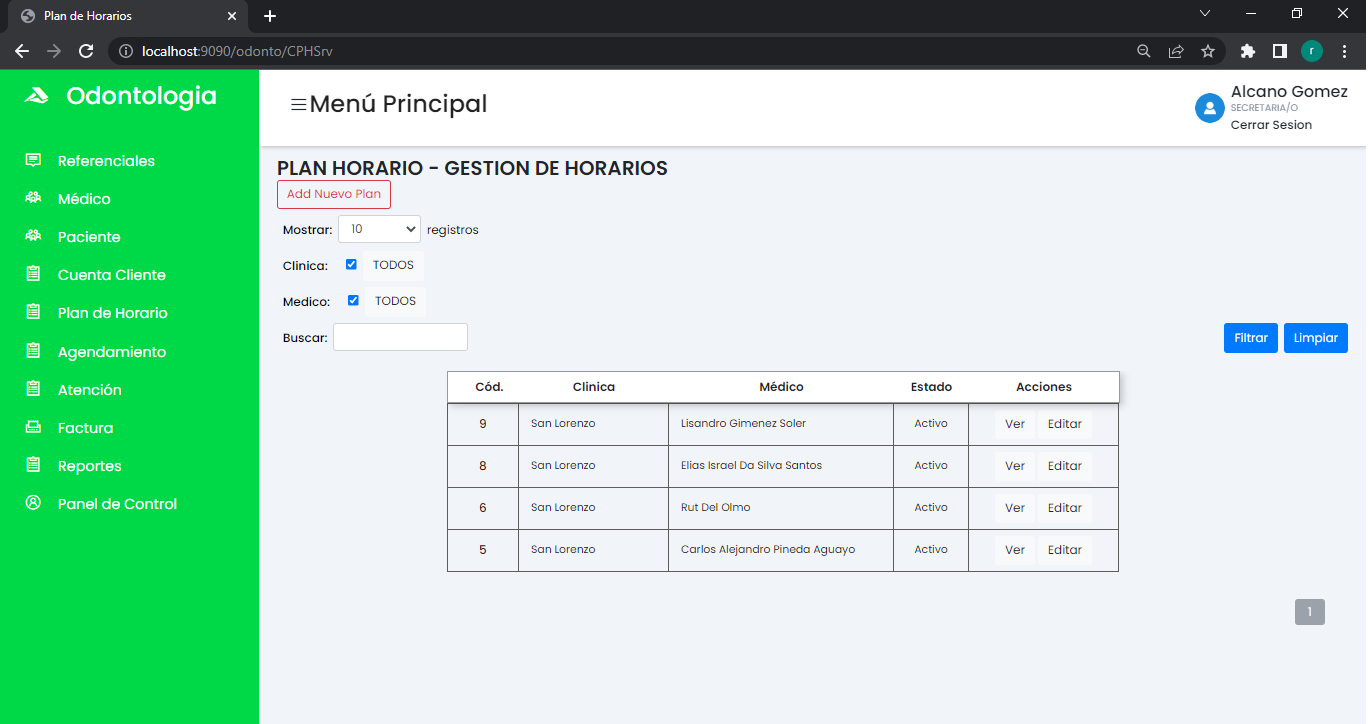 Plan de Horarios
localhost:9090/odonto/CPHSrv
r
Odontologia
Menú Principal
Alcano Gomez
SECRETARIA/O
Cerrar Sesion
Referenciales
Médico
Paciente
Cuenta Cliente
Plan de Horario
Agendamiento
Atención
Factura
Reportes
Panel de Control
PLAN HORARIO - GESTION DE HORARIOS
Add Nuevo Plan
Mostrar: 10 registros
Clinica: TODOS
Medico: TODOS
Buscar:
Filtrar Limpiar
Cód. Clinica Médico Estado Acciones
9 San Lorenzo Lisandro Gimenez Soler Activo Ver Editar
8 San Lorenzo Elias Israel Da Silva Santos Activo Ver Editar
6 San Lorenzo Rut Del Olmo Activo Ver Editar
5 San Lorenzo Carlos Alejandro Pineda Aguayo Activo Ver Editar
1